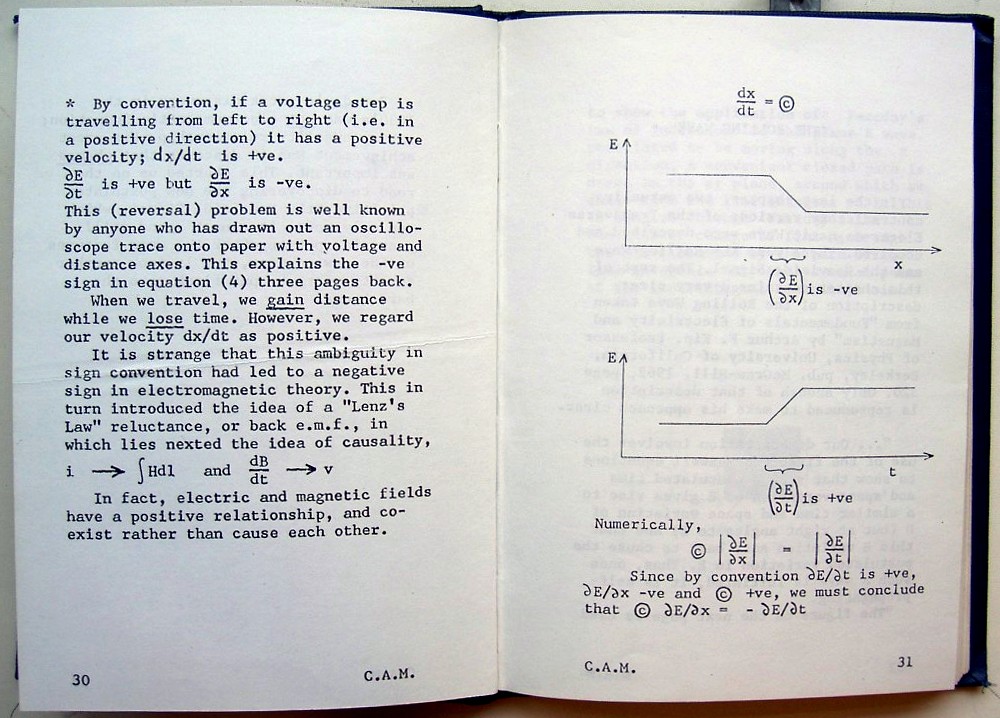 * By convention, if a voltage step is
travelling from left to right (i.e. in
a positive direction) it has a positive
velocity; dx/dt is +ve.
∂E/∂t is +ve but ∂E/∂x is -ve.
This (reversal) problem is well known
by anyone who has drawn out an oscillo-
scope trace onto paper with voltage and
distance axes. This explains the -ve
sign in equation (4) three pages back.
When we travel, we gain distance
while we lose time. However, we regard
our velocity dx/dt as positive.
It is strange that this ambiguity in
sign convention had led to a negative
sign in electromagnetic theory. This in
turn introduced the idea of a "Lenz's
Law" reluctance, or back e.m.f., in
which lies nexted the idea of causality,
i → ∫Hdl and dB/dt → v
In fact, electric and magnetic fields
have a positive relationship, and co-
exist rather than cause each other.
30 C.A.M.
dx/dt = ©
E
x
(∂E/∂x) is -ve
E
t
(∂E/∂t) is +ve
Numerically,
© |∂E/∂x| = |∂E/∂t|
Since by convention ∂E/∂t is +ve,
∂E/∂x -ve and © +ve, we must conclude
that © ∂E/∂x = - ∂E/∂t
C.A.M. 31